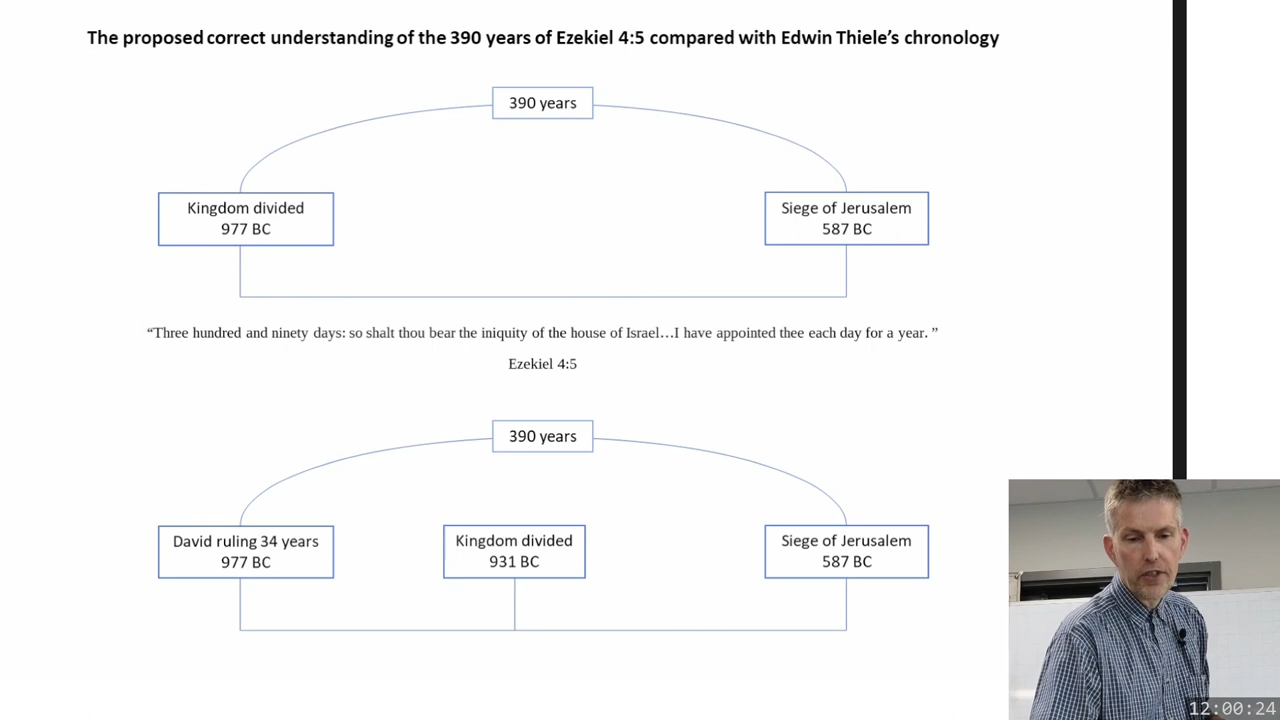 The proposed correct understanding of the 390 years of Ezekiel 4:5 compared with Edwin Thiele’s chronology
390 years
Kingdom divided
977 BC
Siege of Jerusalem
587 BC
“Three hundred and ninety days: so shalt thou bear the iniquity of the house of Israel…I have appointed thee each day for a year. ”
Ezekiel 4:5
390 years
David ruling 34 years
977 BC
Kingdom divided
931 BC
Siege of Jerusalem
587 BC
12:00:24